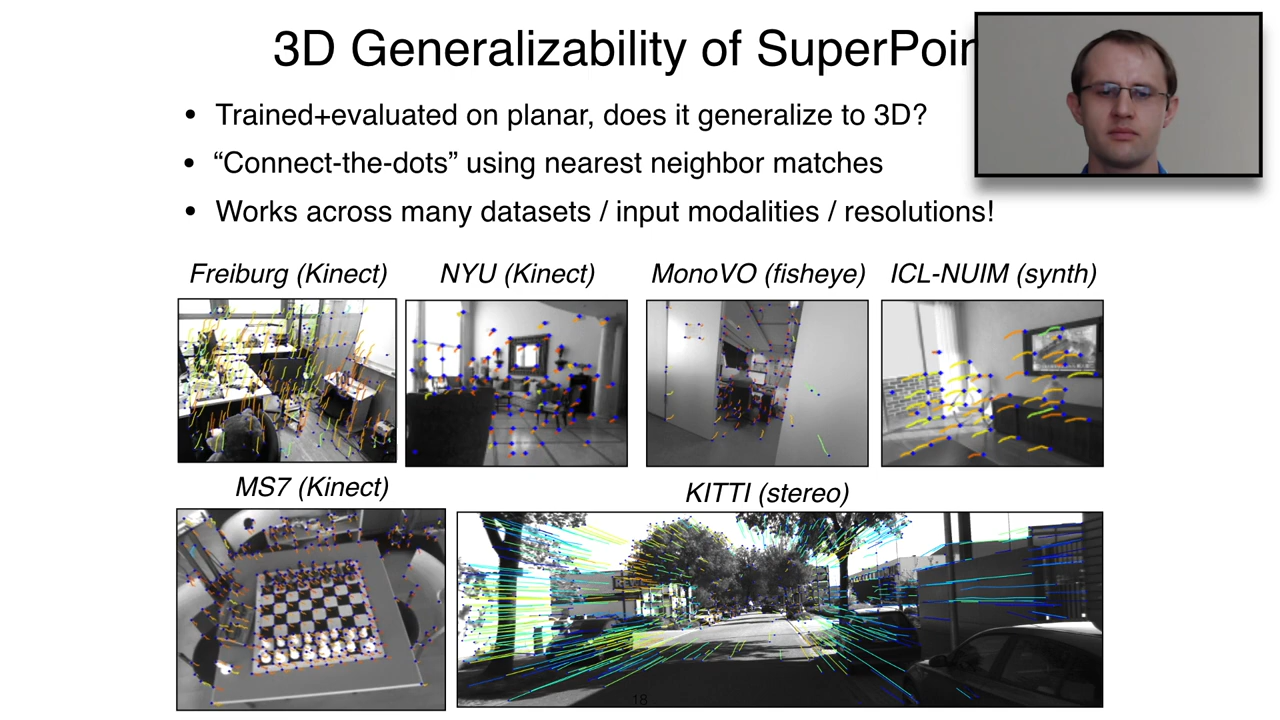 3D Generalizability of SuperPoin
• Trained+evaluated on planar, does it generalize to 3D?
• “Connect-the-dots” using nearest neighbor matches
• Works across many datasets / input modalities / resolutions!
Freiburg (Kinect) NYU (Kinect) MonoVO (fisheye) ICL-NUIM (synth)
MS7 (Kinect) KITTI (stereo)
18